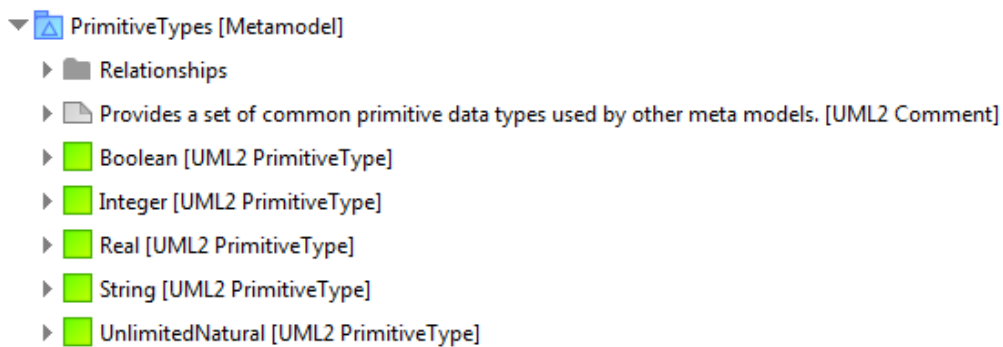 PrimitiveTypes [Metamodel]
Relationships
Provides a set of common primitive data types used by other meta models. [UML2 Comment]
Boolean [UML2 PrimitiveType]
Integer [UML2 PrimitiveType]
Real [UML2 PrimitiveType]
String [UML2 PrimitiveType]
UnlimitedNatural [UML2 PrimitiveType]